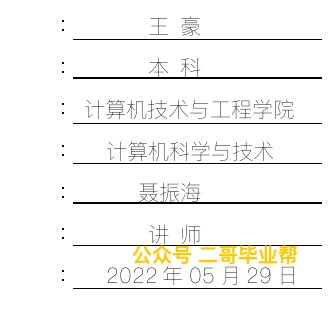 : 王 豪
: 本 科
: 计算机技术与工程学院
: 计算机科学与技术
: 聂振海
: 讲 师
公众号 二哥毕业帮
: 2022 年 05 月 29 日